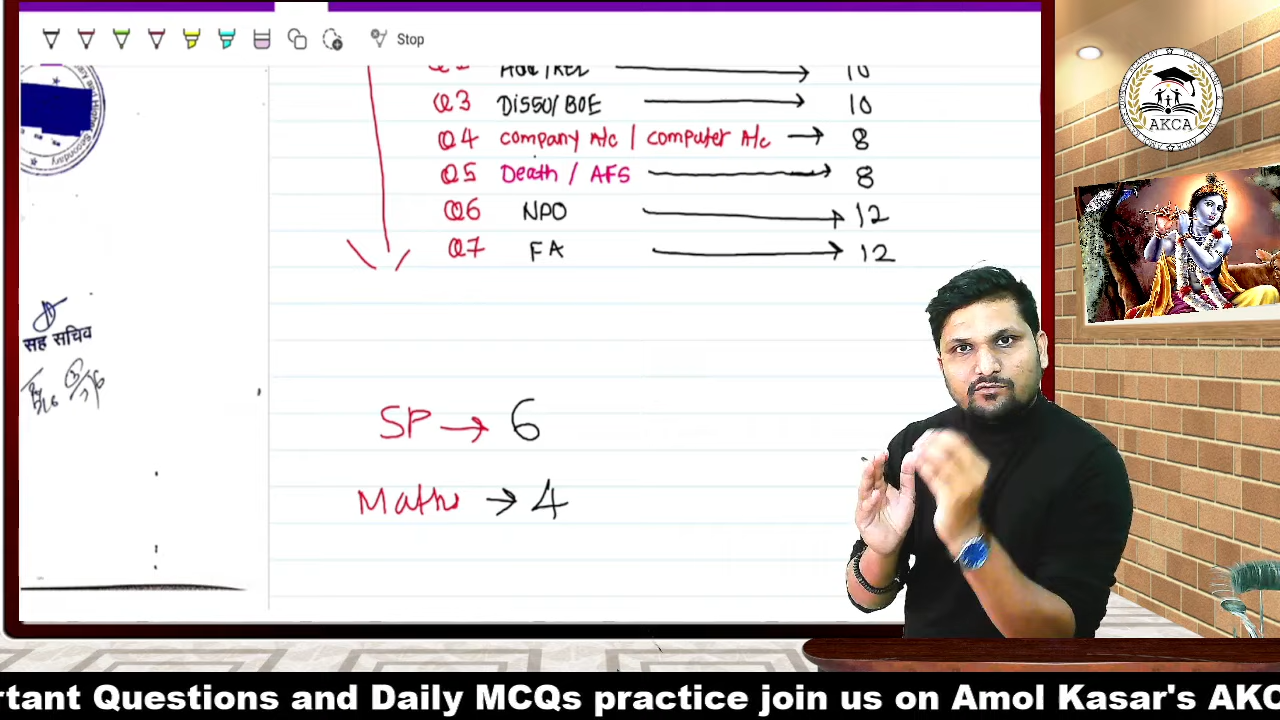 Stop
10
Q3 DISSO/ BOE → 10
Q4 company A/c / computer A/c → 8
Q5 Death / AFS → 8
Q6 NPO → 12
Q7 FA → 12
Secondary
सह सचिव
SP → 6
Maths → 4
AKCA
rtant Questions and Daily MCQs practice join us on Amol Kasar's AKC